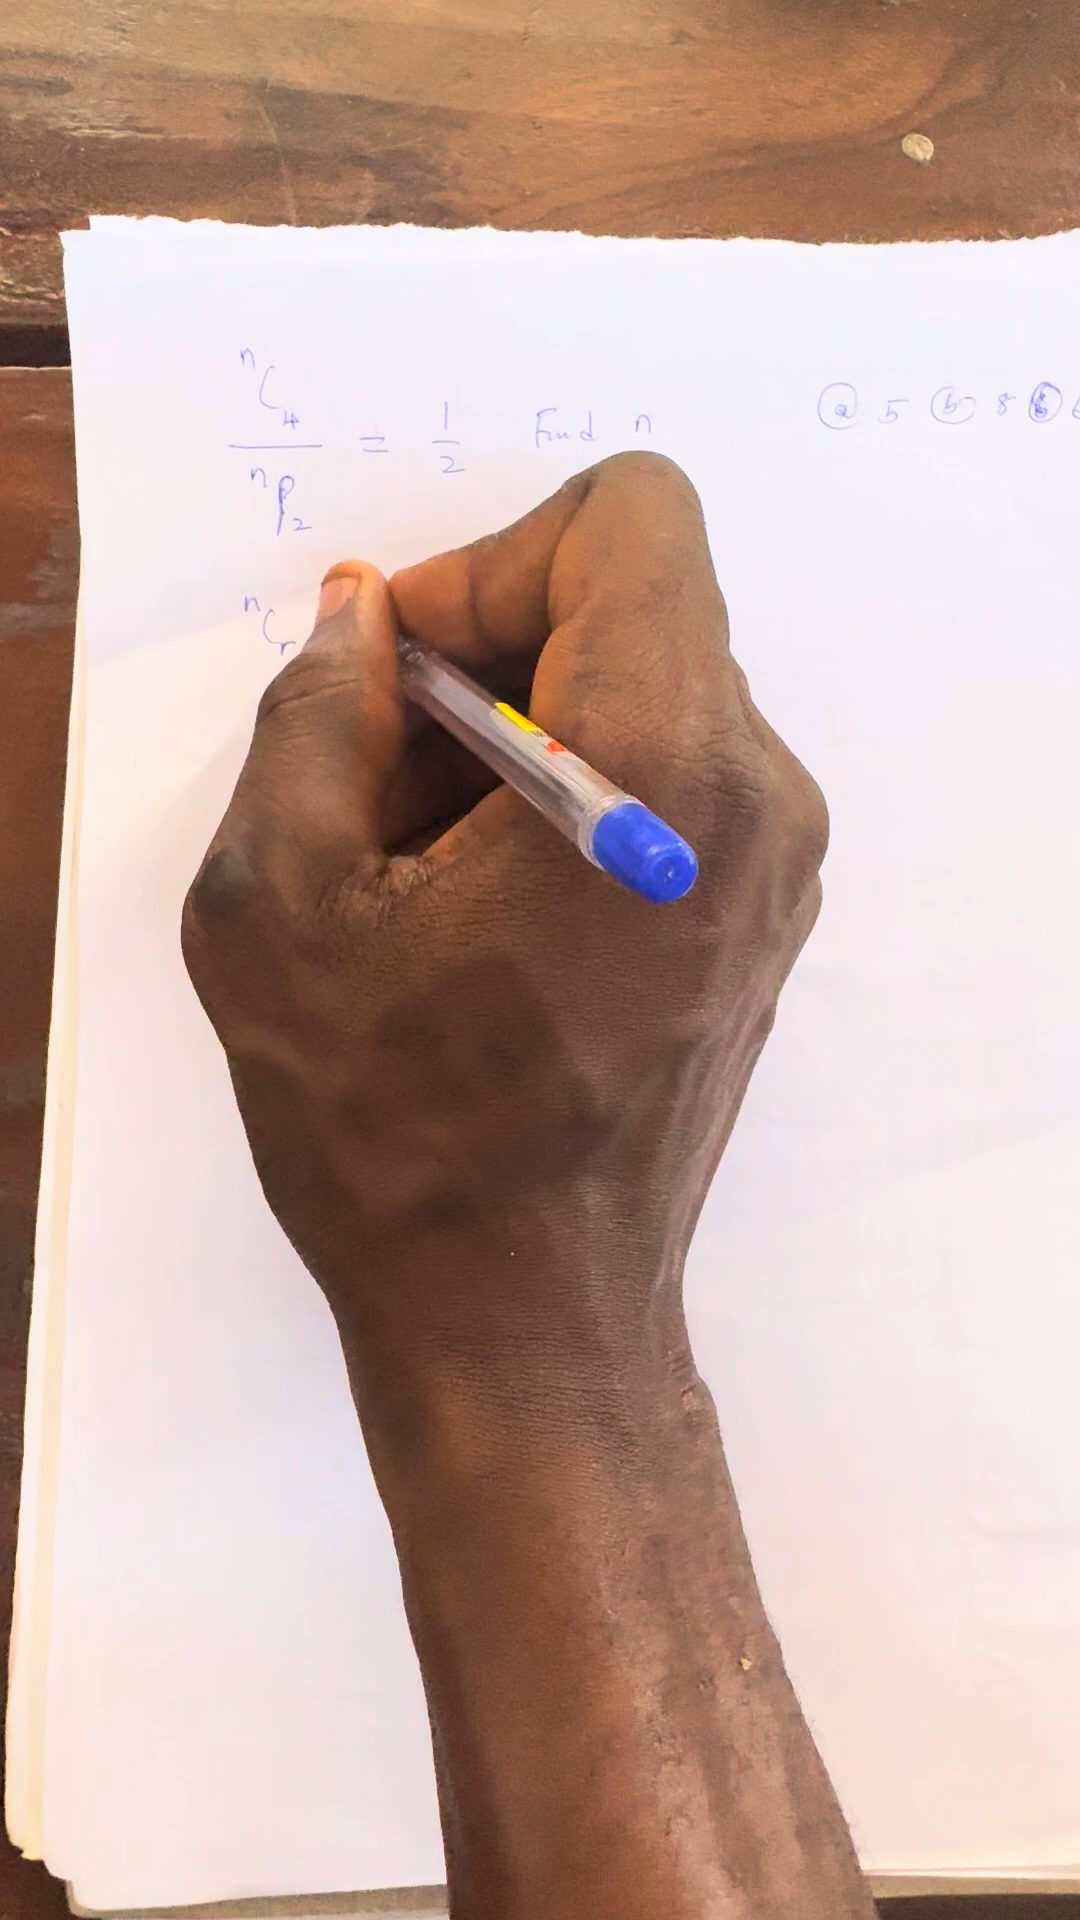 ⁿC₄ / ⁿP₂ = 1/2 Find n ⓐ 5 ⓑ 8
ⁿCᵣ